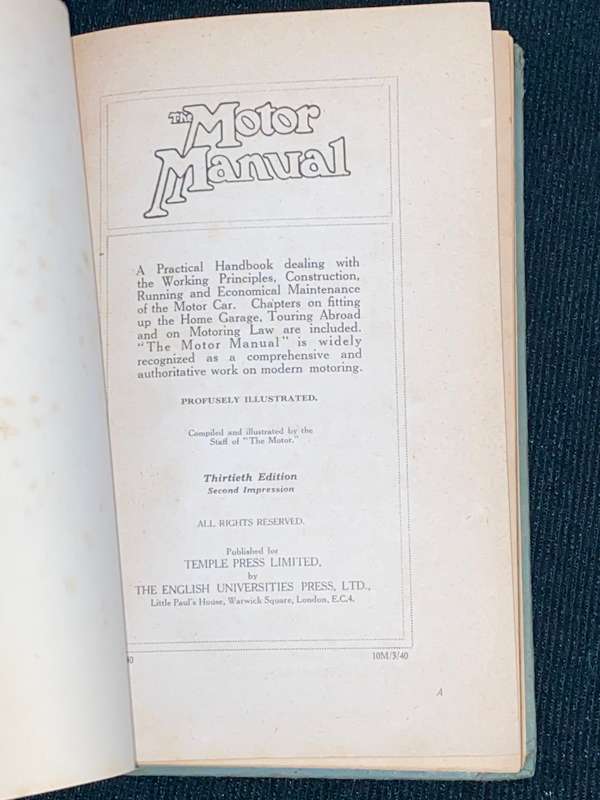 The Motor
Manual
A Practical Handbook dealing with
the Working Principles, Construction,
Running and Economical Maintenance
of the Motor Car. Chapters on fitting
up the Home Garage, Touring Abroad
and on Motoring Law are included.
"The Motor Manual" is widely
recognized as a comprehensive and
authoritative work on modern motoring.
PROFUSELY ILLUSTRATED.
Compiled and illustrated by the
Staff of "The Motor."
Thirtieth Edition
Second Impression
ALL RIGHTS RESERVED.
Published for
TEMPLE PRESS LIMITED,
by
THE ENGLISH UNIVERSITIES PRESS, LTD.,
Little Paul's House, Warwick Square, London, E.C.4.
40 10M/3/40
A